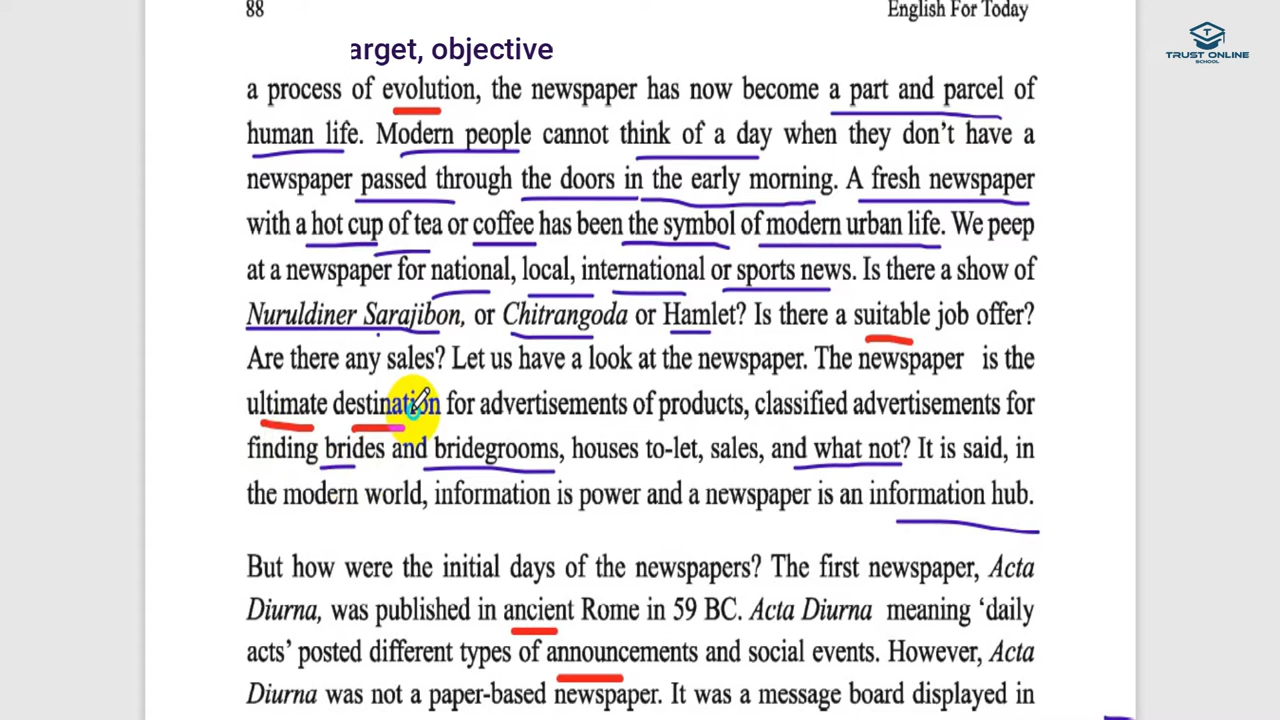 88 English For Today
TRUST ONLINE
SCHOOL
arget, objective
a process of evolution, the newspaper has now become a part and parcel of
human life. Modern people cannot think of a day when they don't have a
newspaper passed through the doors in the early morning. A fresh newspaper
with a hot cup of tea or coffee has been the symbol of modern urban life. We peep
at a newspaper for national, local, international or sports news. Is there a show of
Nuruldiner Sarajibon, or Chitrangoda or Hamlet? Is there a suitable job offer?
Are there any sales? Let us have a look at the newspaper. The newspaper is the
ultimate destination for advertisements of products, classified advertisements for
finding brides and bridegrooms, houses to-let, sales, and what not? It is said, in
the modern world, information is power and a newspaper is an information hub.
But how were the initial days of the newspapers? The first newspaper, Acta
Diurna, was published in ancient Rome in 59 BC. Acta Diurna meaning 'daily
acts' posted different types of announcements and social events. However, Acta
Diurna was not a paper-based newspaper. It was a message board displayed in